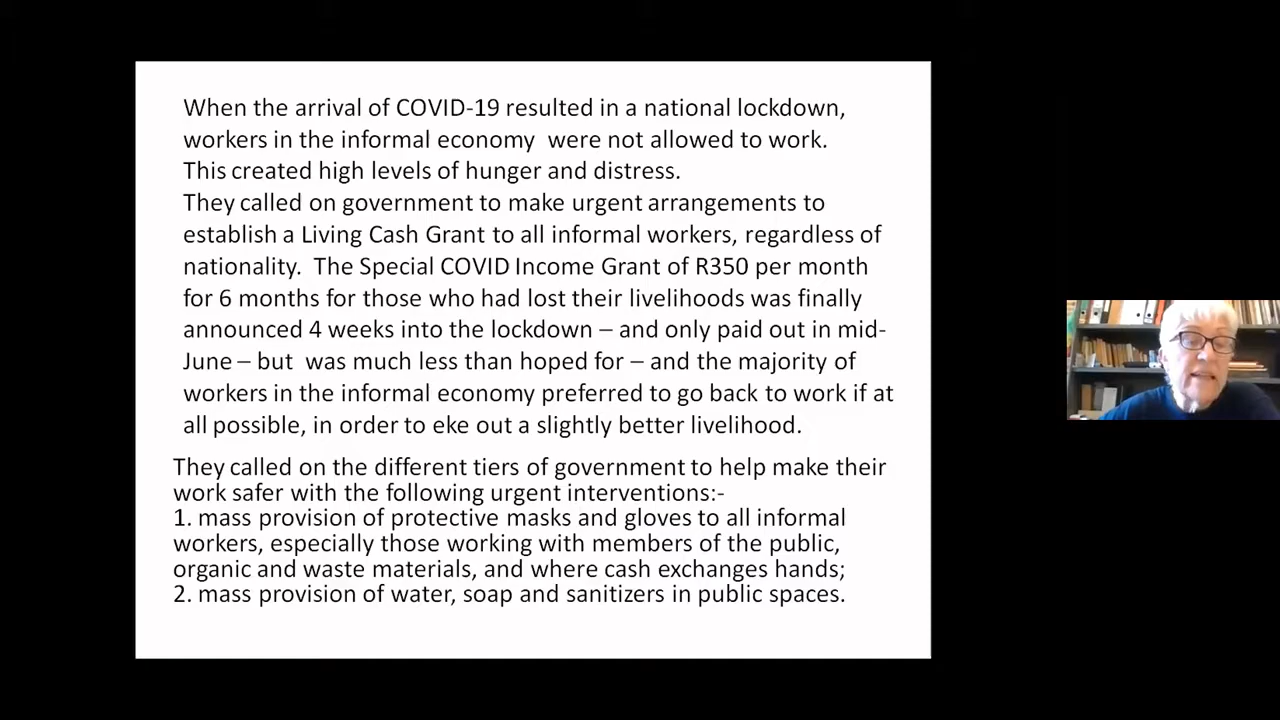 When the arrival of COVID-19 resulted in a national lockdown,
workers in the informal economy  were not allowed to work.
This created high levels of hunger and distress.
They called on government to make urgent arrangements to
establish a Living Cash Grant to all informal workers, regardless of
nationality.  The Special COVID Income Grant of R350 per month
for 6 months for those who had lost their livelihoods was finally
announced 4 weeks into the lockdown – and only paid out in mid-
June – but  was much less than hoped for – and the majority of
workers in the informal economy preferred to go back to work if at
all possible, in order to eke out a slightly better livelihood.
They called on the different tiers of government to help make their
work safer with the following urgent interventions:-
1. mass provision of protective masks and gloves to all informal
workers, especially those working with members of the public,
organic and waste materials, and where cash exchanges hands;
2. mass provision of water, soap and sanitizers in public spaces.